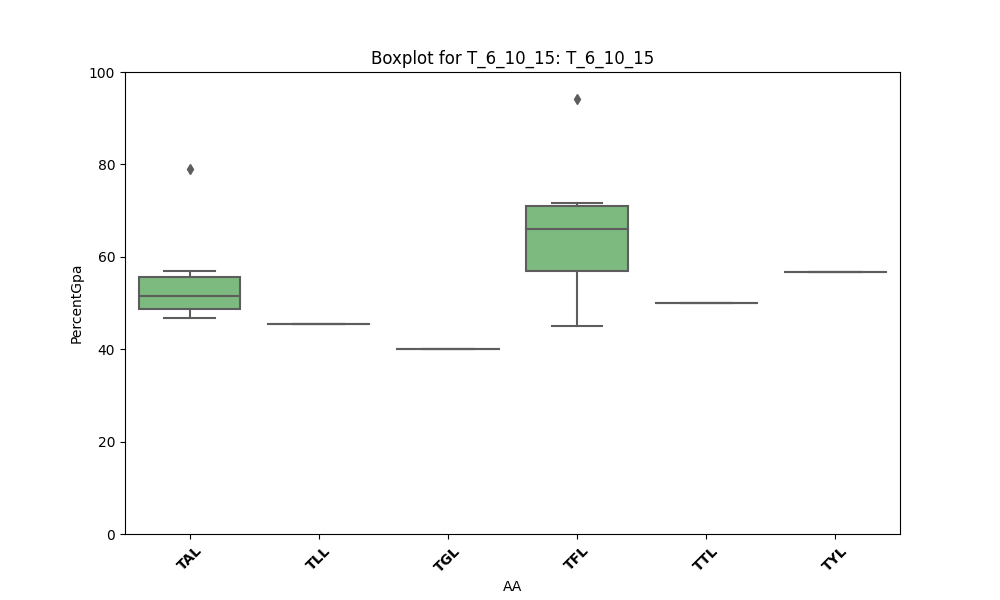 Boxplot for T_6_10_15: T_6_10_15
100
80
60
40
20
0
PercentGpa
TAL
TLL
TGL
TFL
TTL
TYL
AA